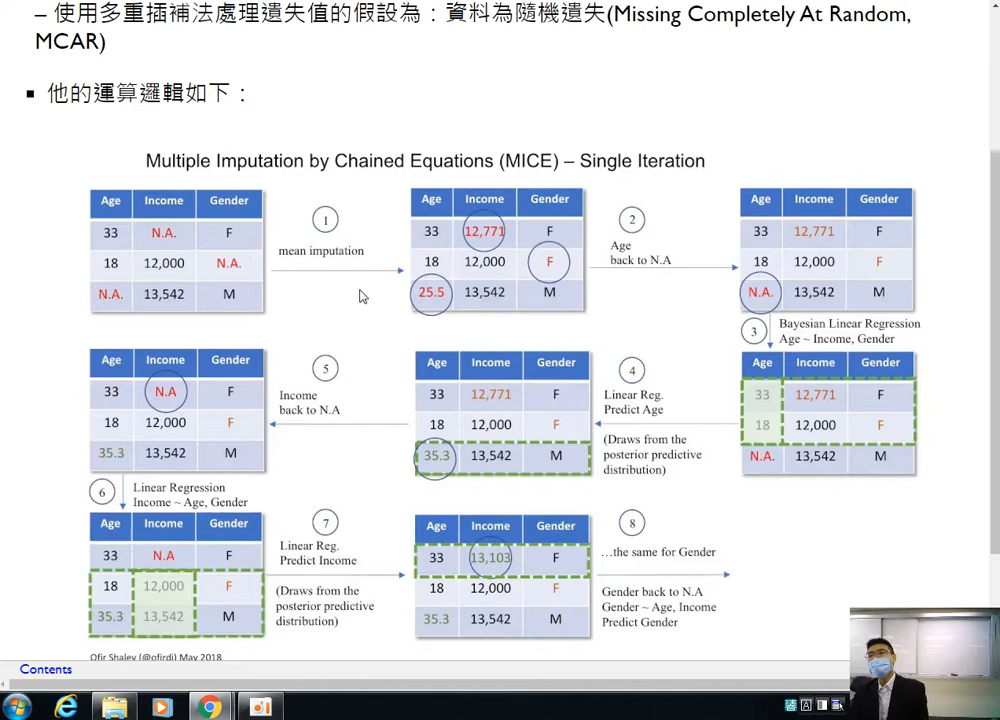 – 使用多重插補法處理遺失值的假設為：資料為隨機遺失(Missing Completely At Random,
MCAR)
▪ 他的運算邏輯如下：
Multiple Imputation by Chained Equations (MICE) – Single Iteration
Age Income Gender
33 N.A. F
18 12,000 N.A.
N.A. 13,542 M
1
mean imputation
Age Income Gender
33 12,771 F
18 12,000 F
25.5 13,542 M
2
Age
back to N.A
Age Income Gender
33 12,771 F
18 12,000 F
N.A. 13,542 M
3
Bayesian Linear Regression
Age ~ Income, Gender
Age Income Gender
33 12,771 F
18 12,000 F
N.A. 13,542 M
4
Linear Reg.
Predict Age
(Draws from the
posterior predictive
distribution)
Age Income Gender
33 12,771 F
18 12,000 F
35.3 13,542 M
5
Income
back to N.A
Age Income Gender
33 N.A F
18 12,000 F
35.3 13,542 M
6
Linear Regression
Income ~ Age, Gender
Age Income Gender
33 N.A F
18 12,000 F
35.3 13,542 M
7
Linear Reg.
Predict Income
(Draws from the
posterior predictive
distribution)
Age Income Gender
33 13,103 F
18 12,000 F
35.3 13,542 M
8
...the same for Gender
Gender back to N.A
Gender ~ Age, Income
Predict Gender
Ofir Shalev (@ofirdi) May 2018
Contents